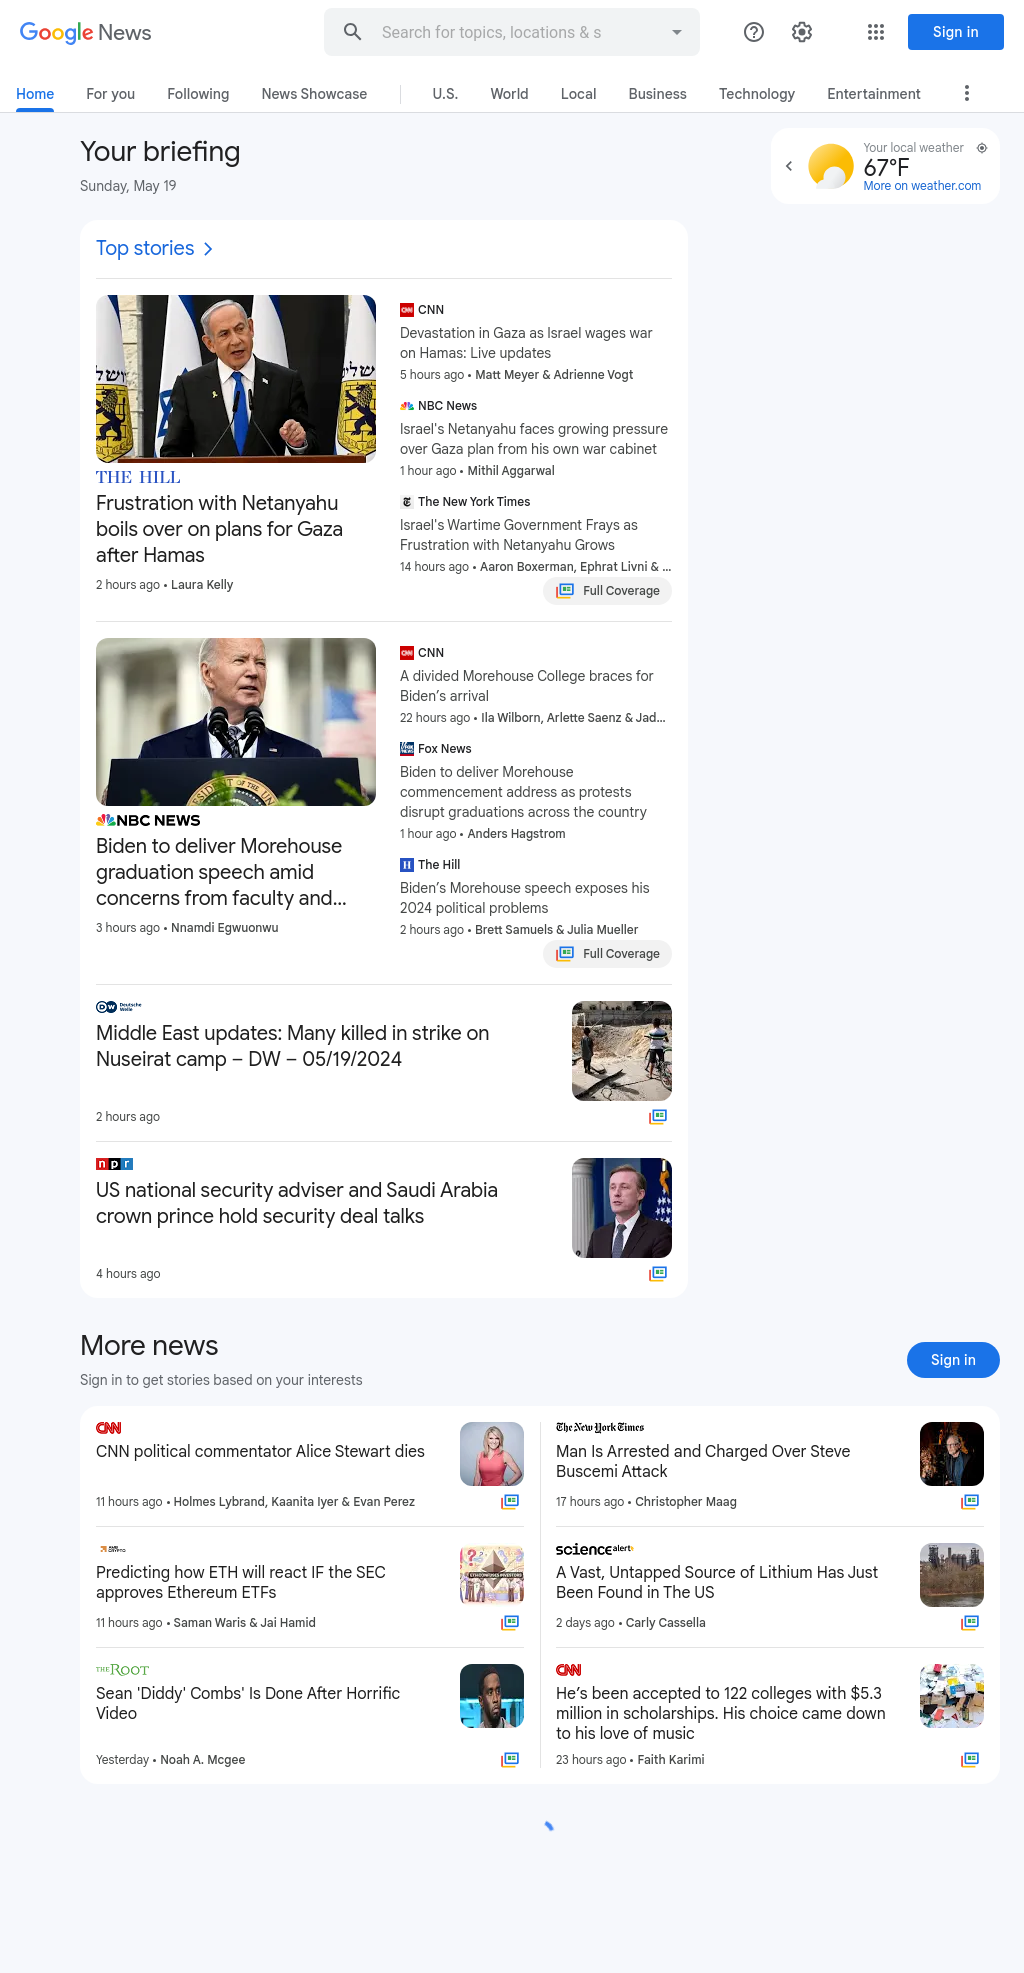 Google News
Search for topics, locations & s
Sign in
Home
For you
Following
News Showcase
U.S.
World
Local
Business
Technology
Entertainment
Your briefing
Sunday, May 19
Your local weather
67°F
More on weather.com
Top stories
THE HILL
Frustration with Netanyahu
boils over on plans for Gaza
after Hamas
2 hours ago • Laura Kelly
CNN
Devastation in Gaza as Israel wages war
on Hamas: Live updates
5 hours ago • Matt Meyer & Adrienne Vogt
NBC News
Israel's Netanyahu faces growing pressure
over Gaza plan from his own war cabinet
1 hour ago • Mithil Aggarwal
The New York Times
Israel's Wartime Government Frays as
Frustration with Netanyahu Grows
14 hours ago • Aaron Boxerman, Ephrat Livni & ...
Full Coverage
NBC NEWS
Biden to deliver Morehouse
graduation speech amid
concerns from faculty and...
3 hours ago • Nnamdi Egwuonwu
CNN
A divided Morehouse College braces for
Biden’s arrival
22 hours ago • Ila Wilborn, Arlette Saenz & Jad...
Fox News
Biden to deliver Morehouse
commencement address as protests
disrupt graduations across the country
1 hour ago • Anders Hagstrom
The Hill
Biden’s Morehouse speech exposes his
2024 political problems
2 hours ago • Brett Samuels & Julia Mueller
Full Coverage
DW Deutsche Welle
Middle East updates: Many killed in strike on
Nuseirat camp – DW – 05/19/2024
2 hours ago
npr
US national security adviser and Saudi Arabia
crown prince hold security deal talks
4 hours ago
More news
Sign in to get stories based on your interests
Sign in
CNN
CNN political commentator Alice Stewart dies
11 hours ago • Holmes Lybrand, Kaanita Iyer & Evan Perez
The New York Times
Man Is Arrested and Charged Over Steve
Buscemi Attack
17 hours ago • Christopher Maag
Predicting how ETH will react IF the SEC
approves Ethereum ETFs
11 hours ago • Saman Waris & Jai Hamid
sciencealert
A Vast, Untapped Source of Lithium Has Just
Been Found in The US
2 days ago • Carly Cassella
THE ROOT
Sean 'Diddy' Combs' Is Done After Horrific
Video
Yesterday • Noah A. Mcgee
CNN
He’s been accepted to 122 colleges with $5.3
million in scholarships. His choice came down
to his love of music
23 hours ago • Faith Karimi